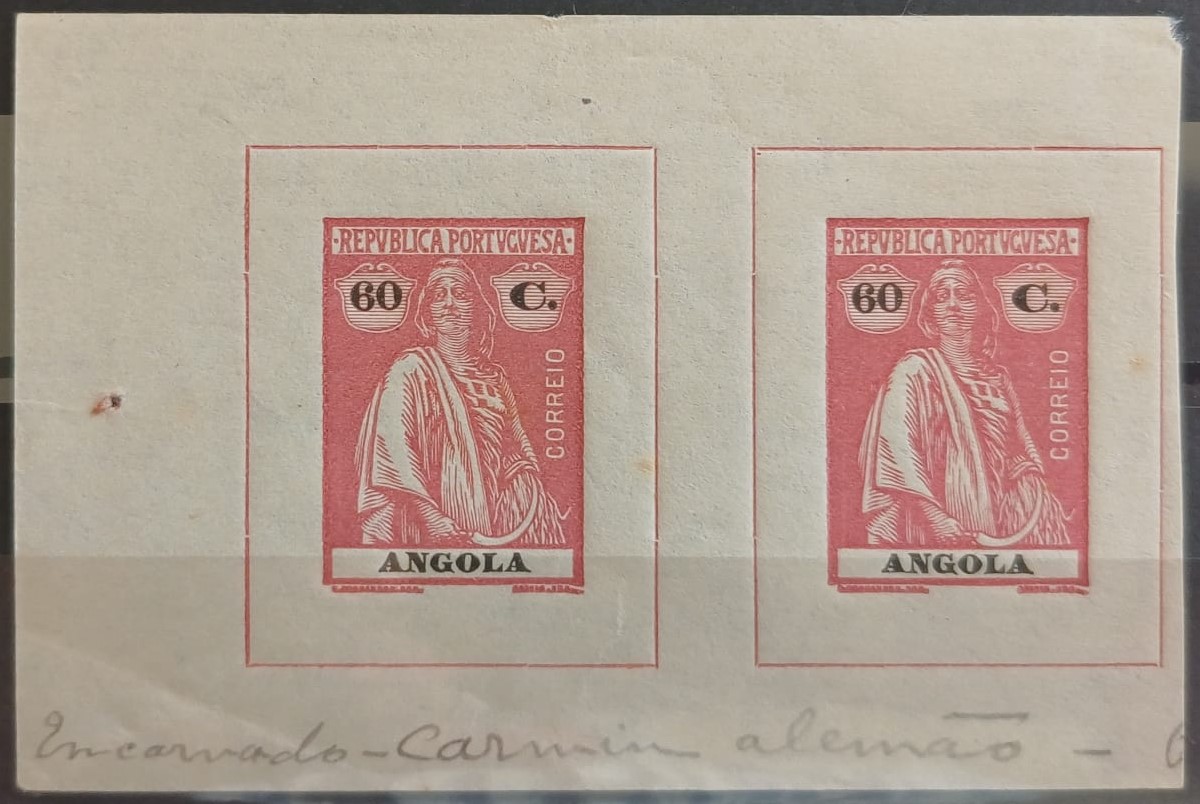 ·REPVBLICA PORTVGVESA·
60 C.
CORREIO
ANGOLA
·REPVBLICA PORTVGVESA·
60 C.
CORREIO
ANGOLA
Encarnado - Carmin alemão -